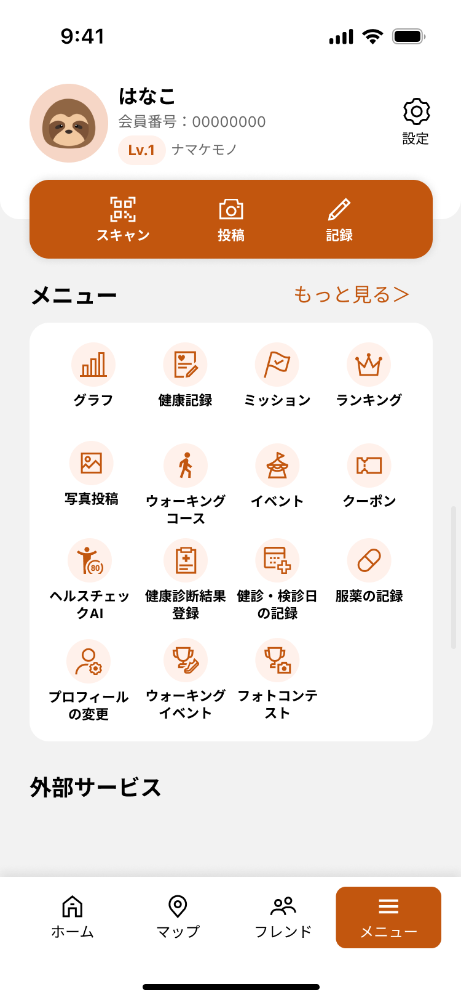 9:41
はなこ
会員番号：00000000
Lv.1 ナマケモノ
設定
スキャン 投稿 記録
メニュー もっと見る＞
グラフ 健康記録 ミッション ランキング
写真投稿 ウォーキング イベント クーポン
コース
80
ヘルスチェッ 健康診断結果 健診・検診日 服薬の記録
クAI 登録 の記録
プロフィール ウォーキング フォトコンテ
の変更 イベント スト
外部サービス
ホーム マップ フレンド メニュー